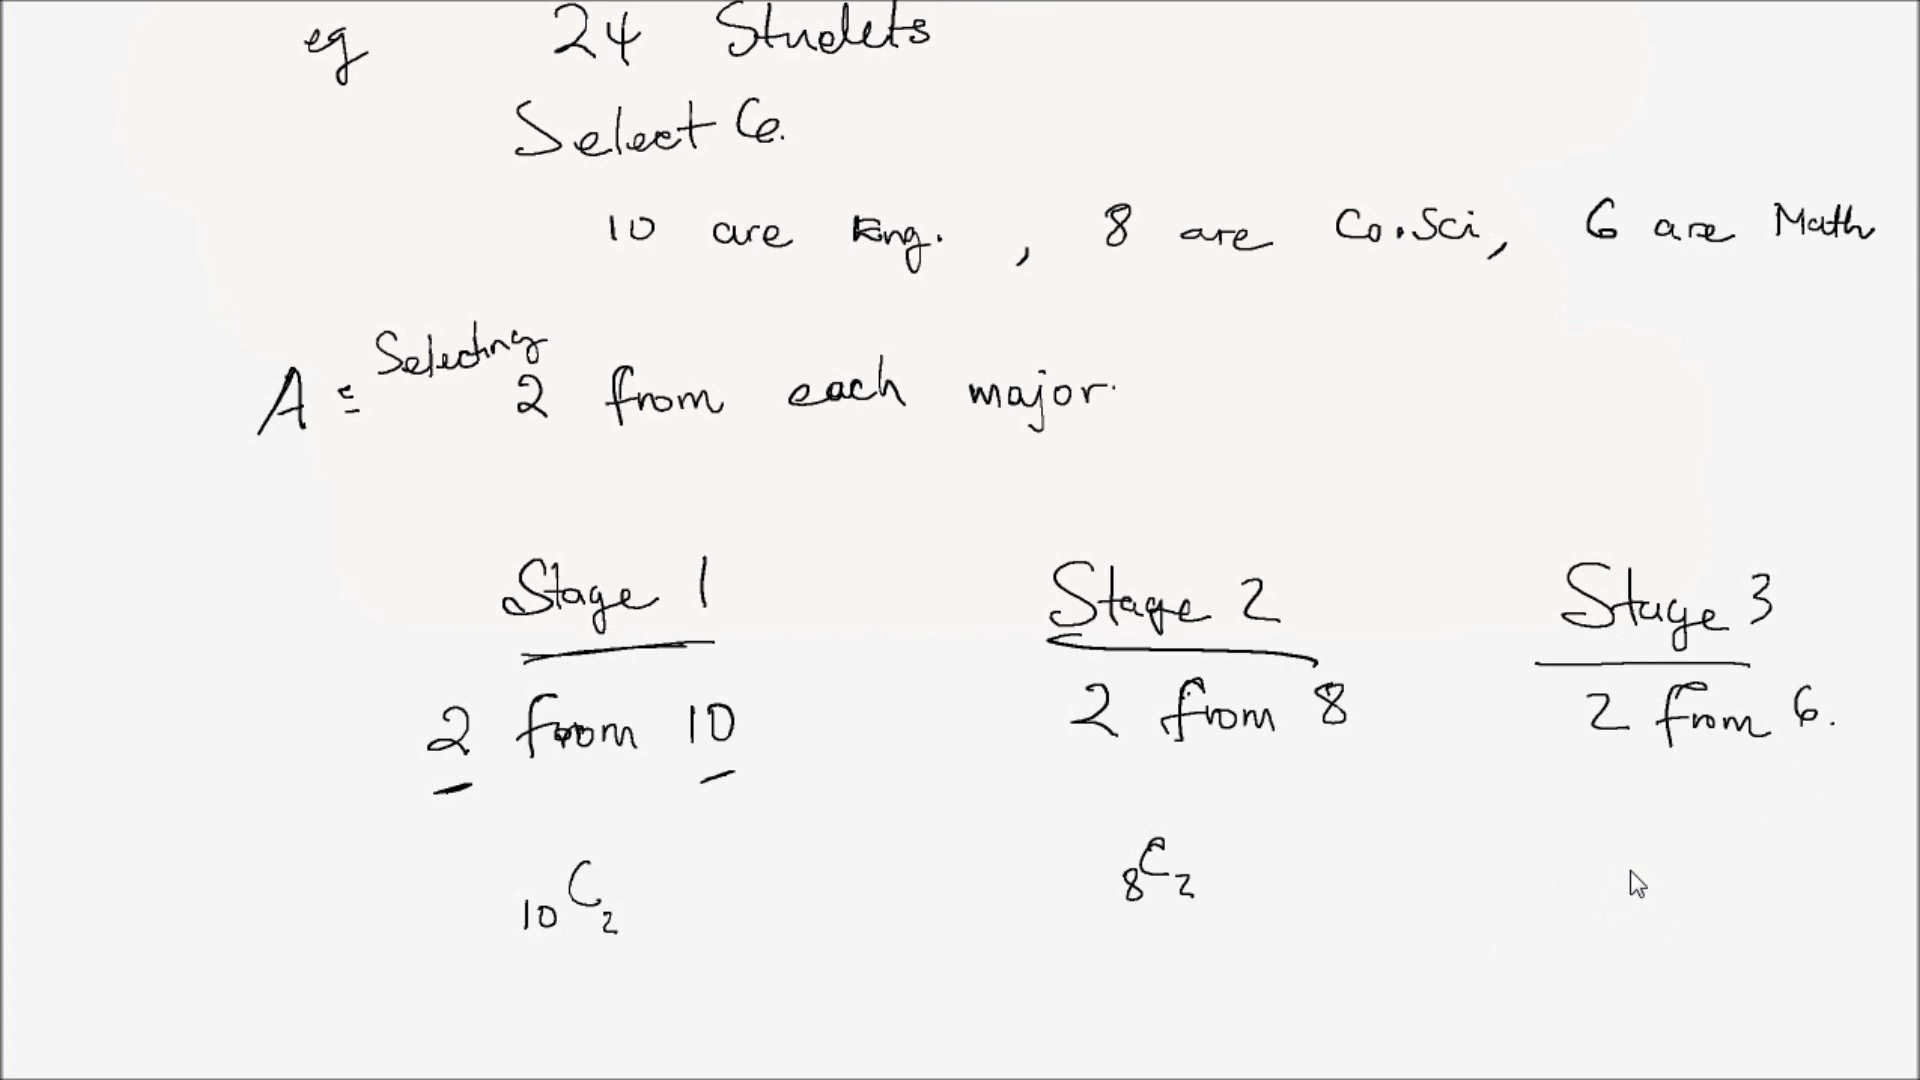 eg 24 Studets
Select 6.
10 are Eng. , 8 are Co.Sci, 6 are Math
A = Selecting 2 from each major.
Stage 1 Stage 2 Stage 3
2 from 10 2 from 8 2 from 6.
₁₀C₂ ₈C₂